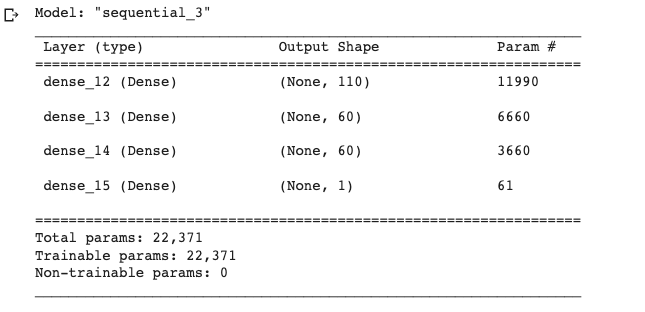 Model: "sequential_3"
Layer (type) Output Shape Param #
dense_12 (Dense) (None, 110) 11990
dense_13 (Dense) (None, 60) 6660
dense_14 (Dense) (None, 60) 3660
dense_15 (Dense) (None, 1) 61
Total params: 22,371
Trainable params: 22,371
Non-trainable params: 0